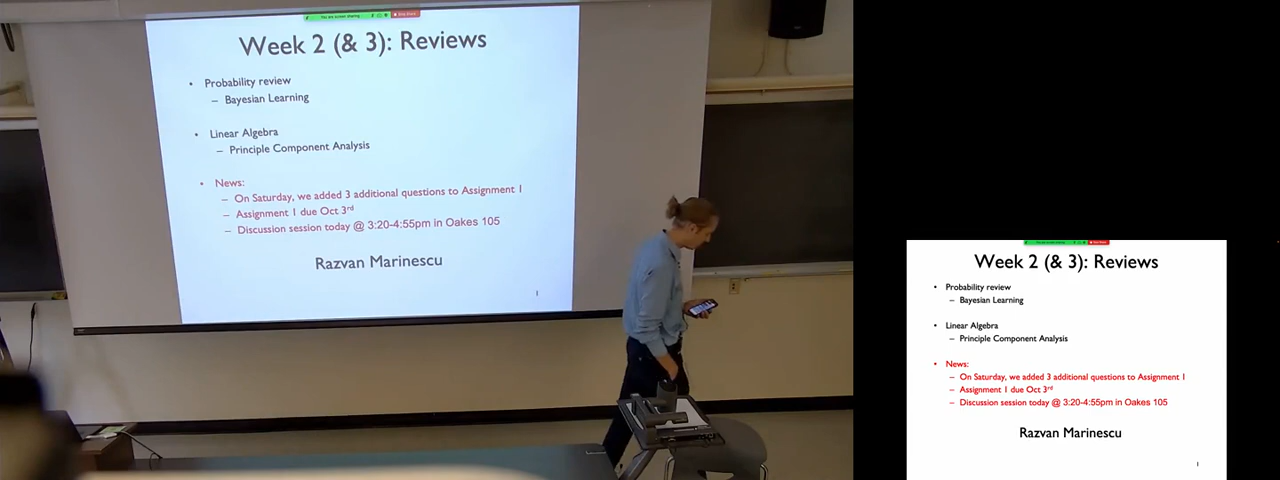 Week 2 (& 3): Reviews
• Probability review
– Bayesian Learning
• Linear Algebra
– Principle Component Analysis
• News:
– On Saturday, we added 3 additional questions to Assignment 1
– Assignment 1 due Oct 3rd
– Discussion session today @ 3:20-4:55pm in Oakes 105
Razvan Marinescu
1
Week 2 (& 3): Reviews
• Probability review
– Bayesian Learning
• Linear Algebra
– Principle Component Analysis
• News:
– On Saturday, we added 3 additional questions to Assignment 1
– Assignment 1 due Oct 3rd
– Discussion session today @ 3:20-4:55pm in Oakes 105
Razvan Marinescu
1